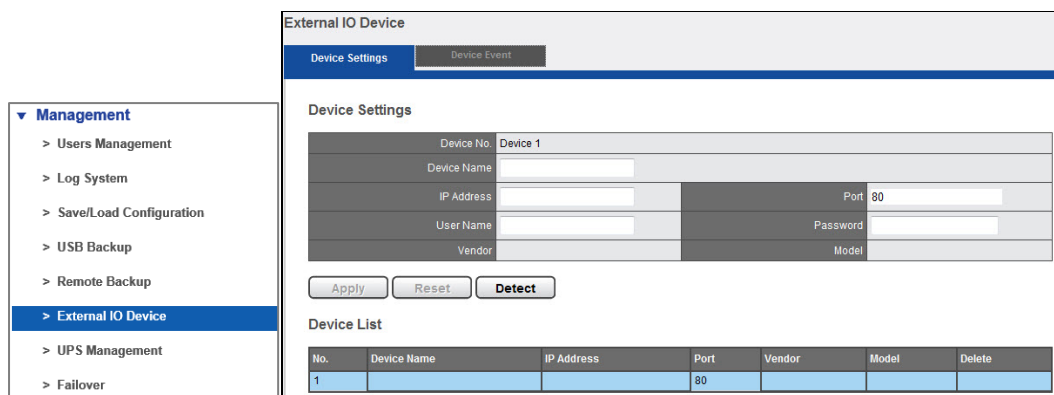 Management
> Users Management
> Log System
> Save/Load Configuration
> USB Backup
> Remote Backup
> External IO Device
> UPS Management
> Failover
External IO Device
Device Settings Device Event
Device Settings
Device No. Device 1
Device Name
IP Address Port 80
User Name Password
Vendor Model
Apply Reset Detect
Device List
No. Device Name IP Address Port Vendor Model Delete
1 80